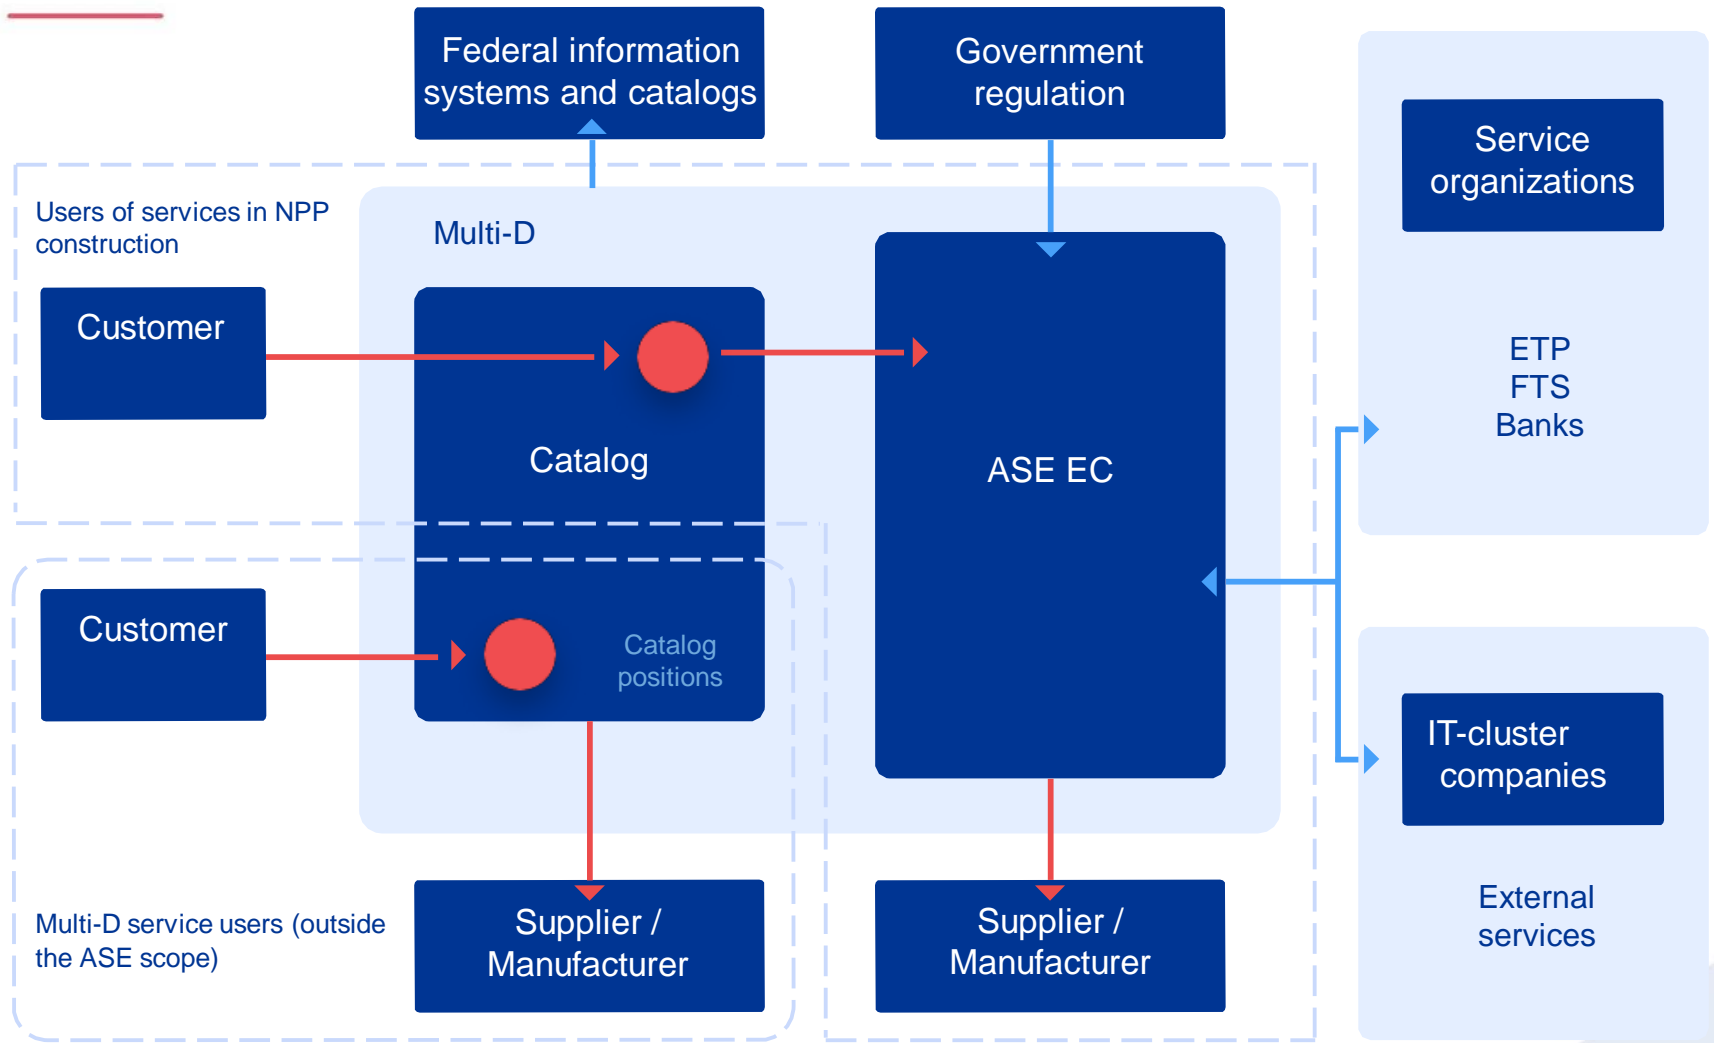 Federal information
systems and catalogs
Government
regulation
Service
organizations
Users of services in NPP
construction
Multi-D
Customer
ETP
FTS
Banks
Catalog
ASE EC
Customer
Catalog
positions
IT-cluster
companies
Multi-D service users (outside
the ASE scope)
Supplier /
Manufacturer
Supplier /
Manufacturer
External
services